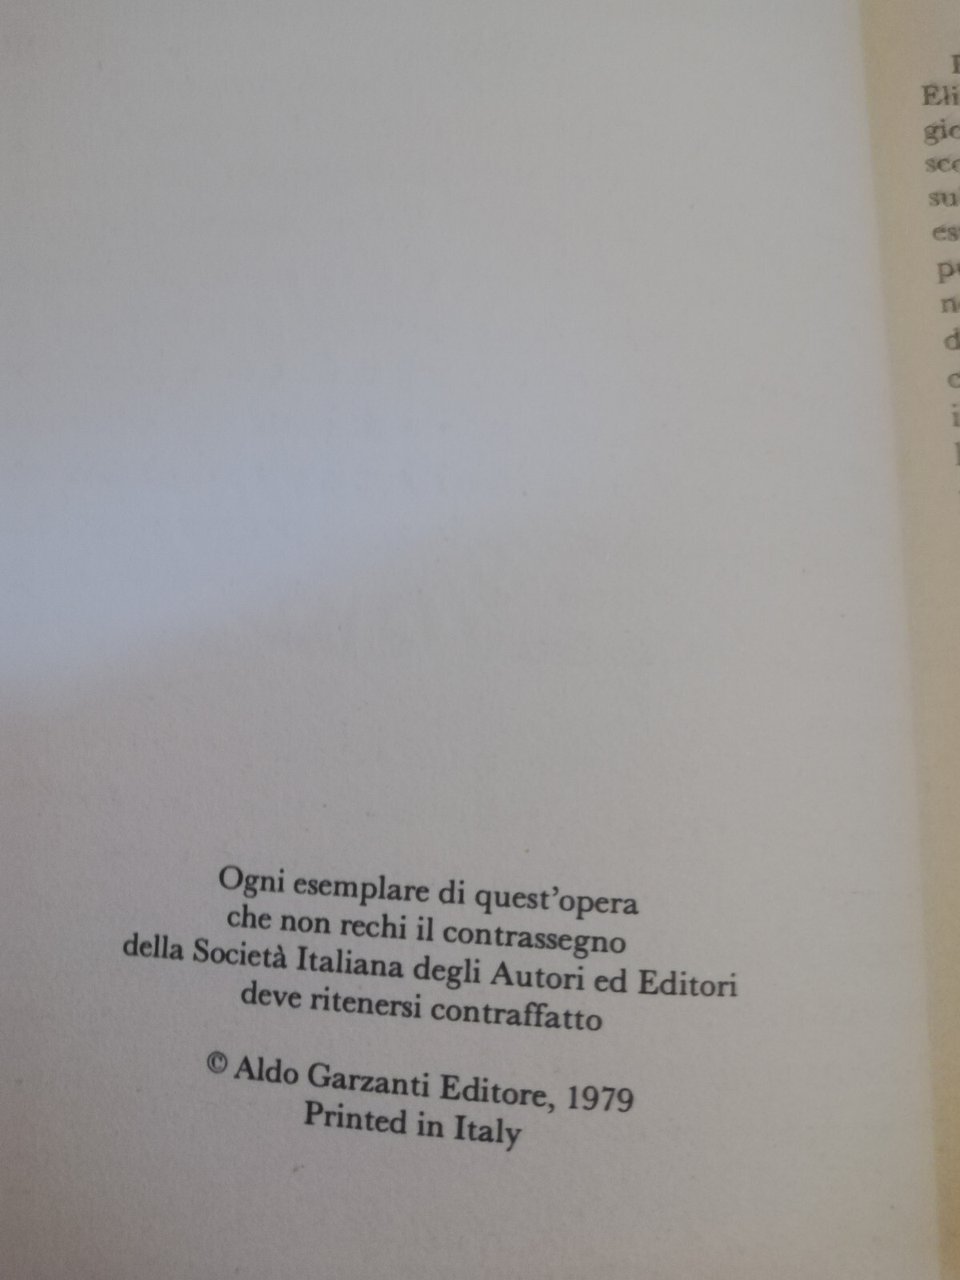 Ogni esemplare di quest'opera
che non rechi il contrassegno
della Società Italiana degli Autori ed Editori
deve ritenersi contraffatto
© Aldo Garzanti Editore, 1979
Printed in Italy